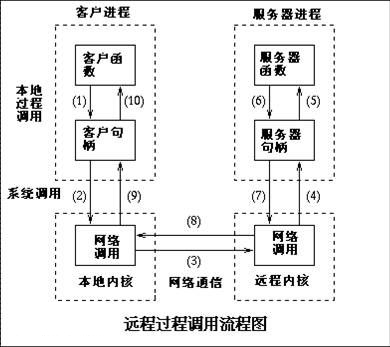 客户进程
服务器进程
客户函
数
服务器
函数
本地
过程
调用
(1)
(10)
(6)
(5)
客户句
柄
服务器
句柄
系统调用
(2)
(9)
(7)
(4)
(8)
网络
调用
(3)
网络
调用
本地内核
网络通信
远程内核
远程过程调用流程图